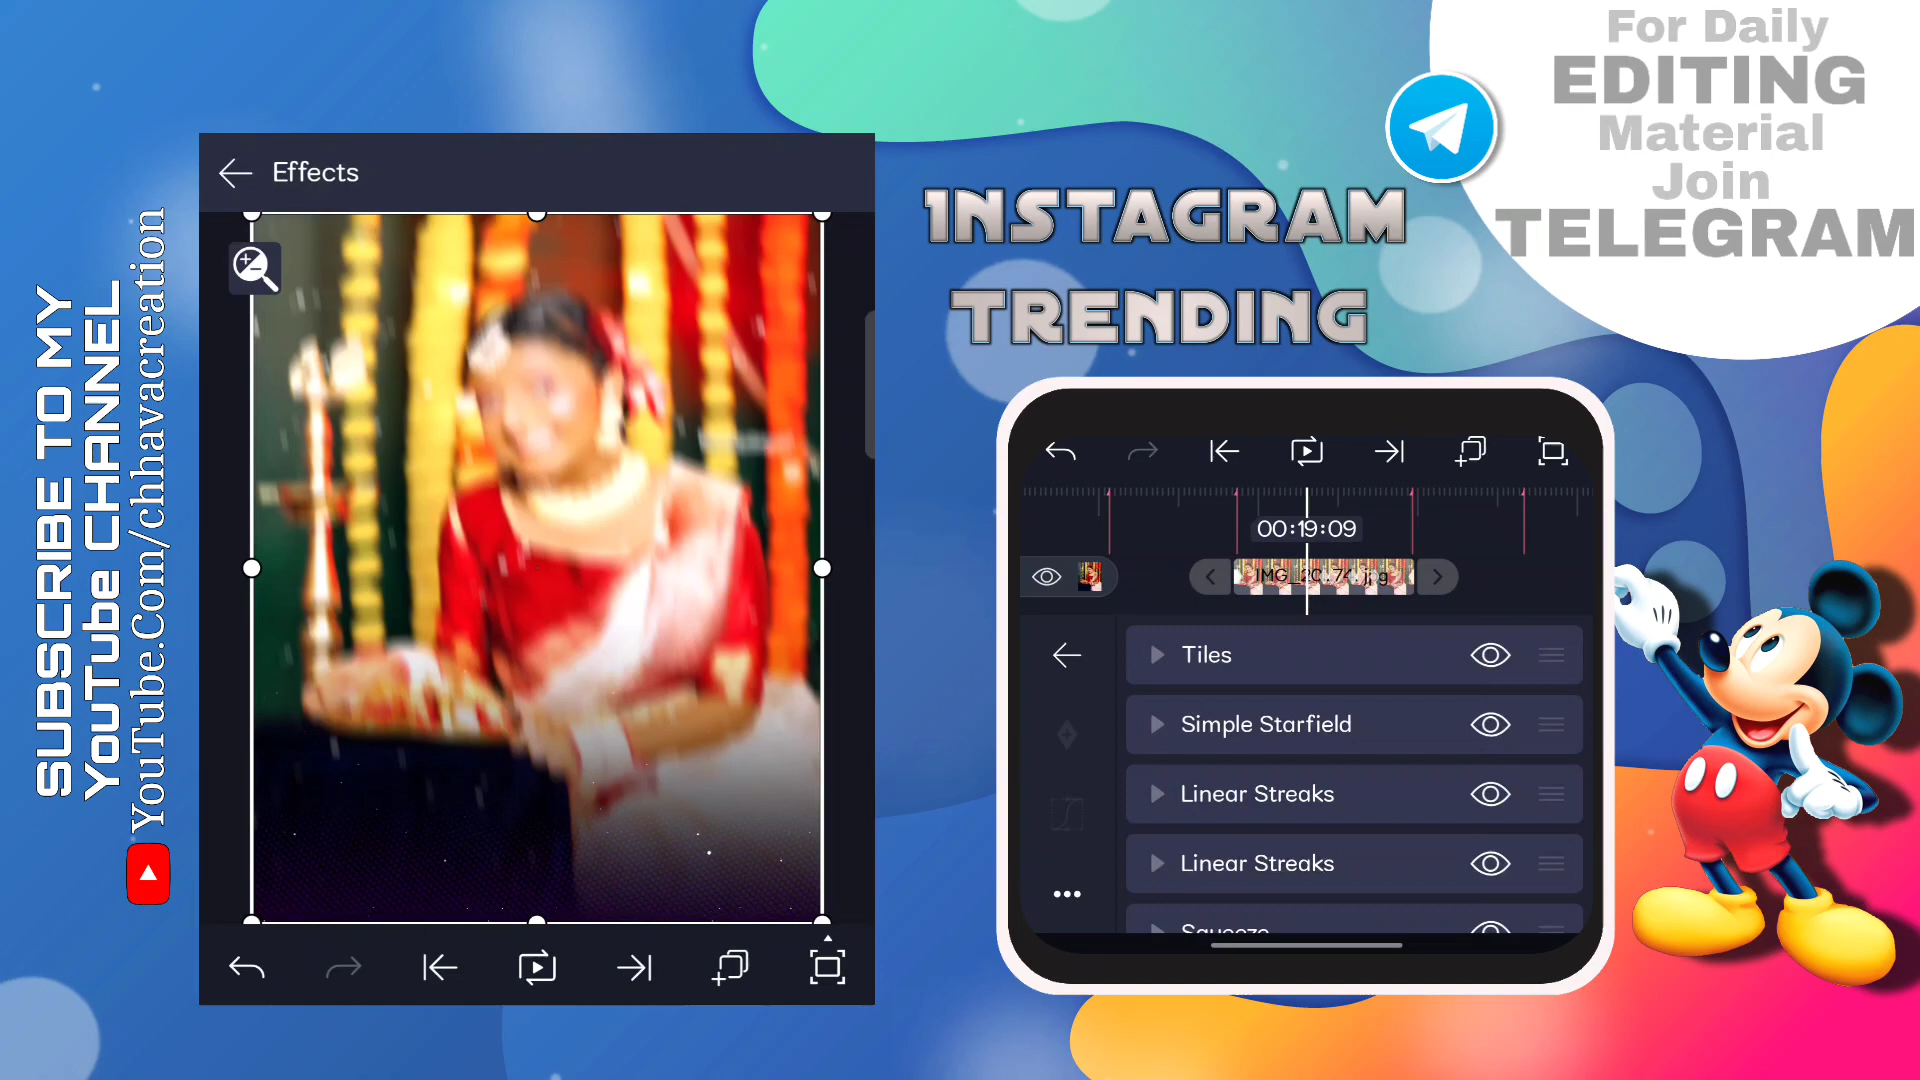 SUBSCRIBE TO MY
YouTube CHANNEL
YouTube.Com/chhavacreation
Effects
INSTAGRAM
TRENDING
For Daily
EDITING
Material
Join
TELEGRAM
00:19:09
Tiles
Simple Starfield
Linear Streaks
Linear Streaks
Squeeze